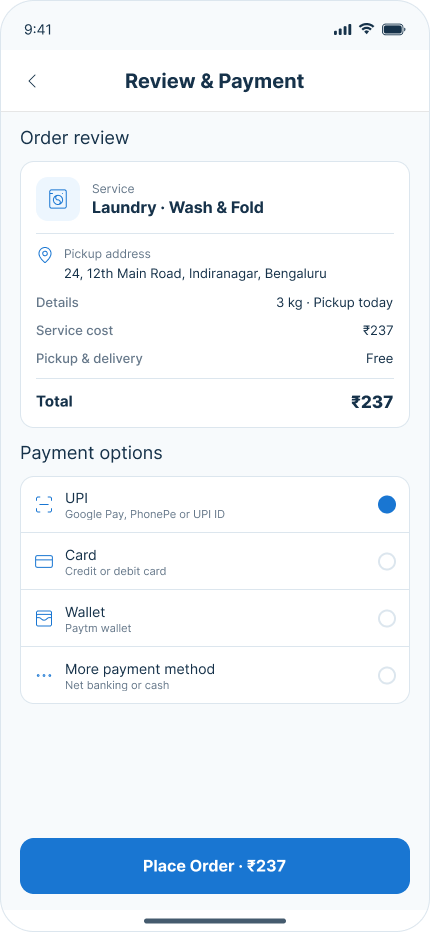 9:41
Review & Payment
Order review
Service
Laundry · Wash & Fold
Pickup address
24, 12th Main Road, Indiranagar, Bengaluru
Details 3 kg · Pickup today
Service cost ₹237
Pickup & delivery Free
Total ₹237
Payment options
UPI
Google Pay, PhonePe or UPI ID
Card
Credit or debit card
Wallet
Paytm wallet
More payment method
Net banking or cash
Place Order · ₹237